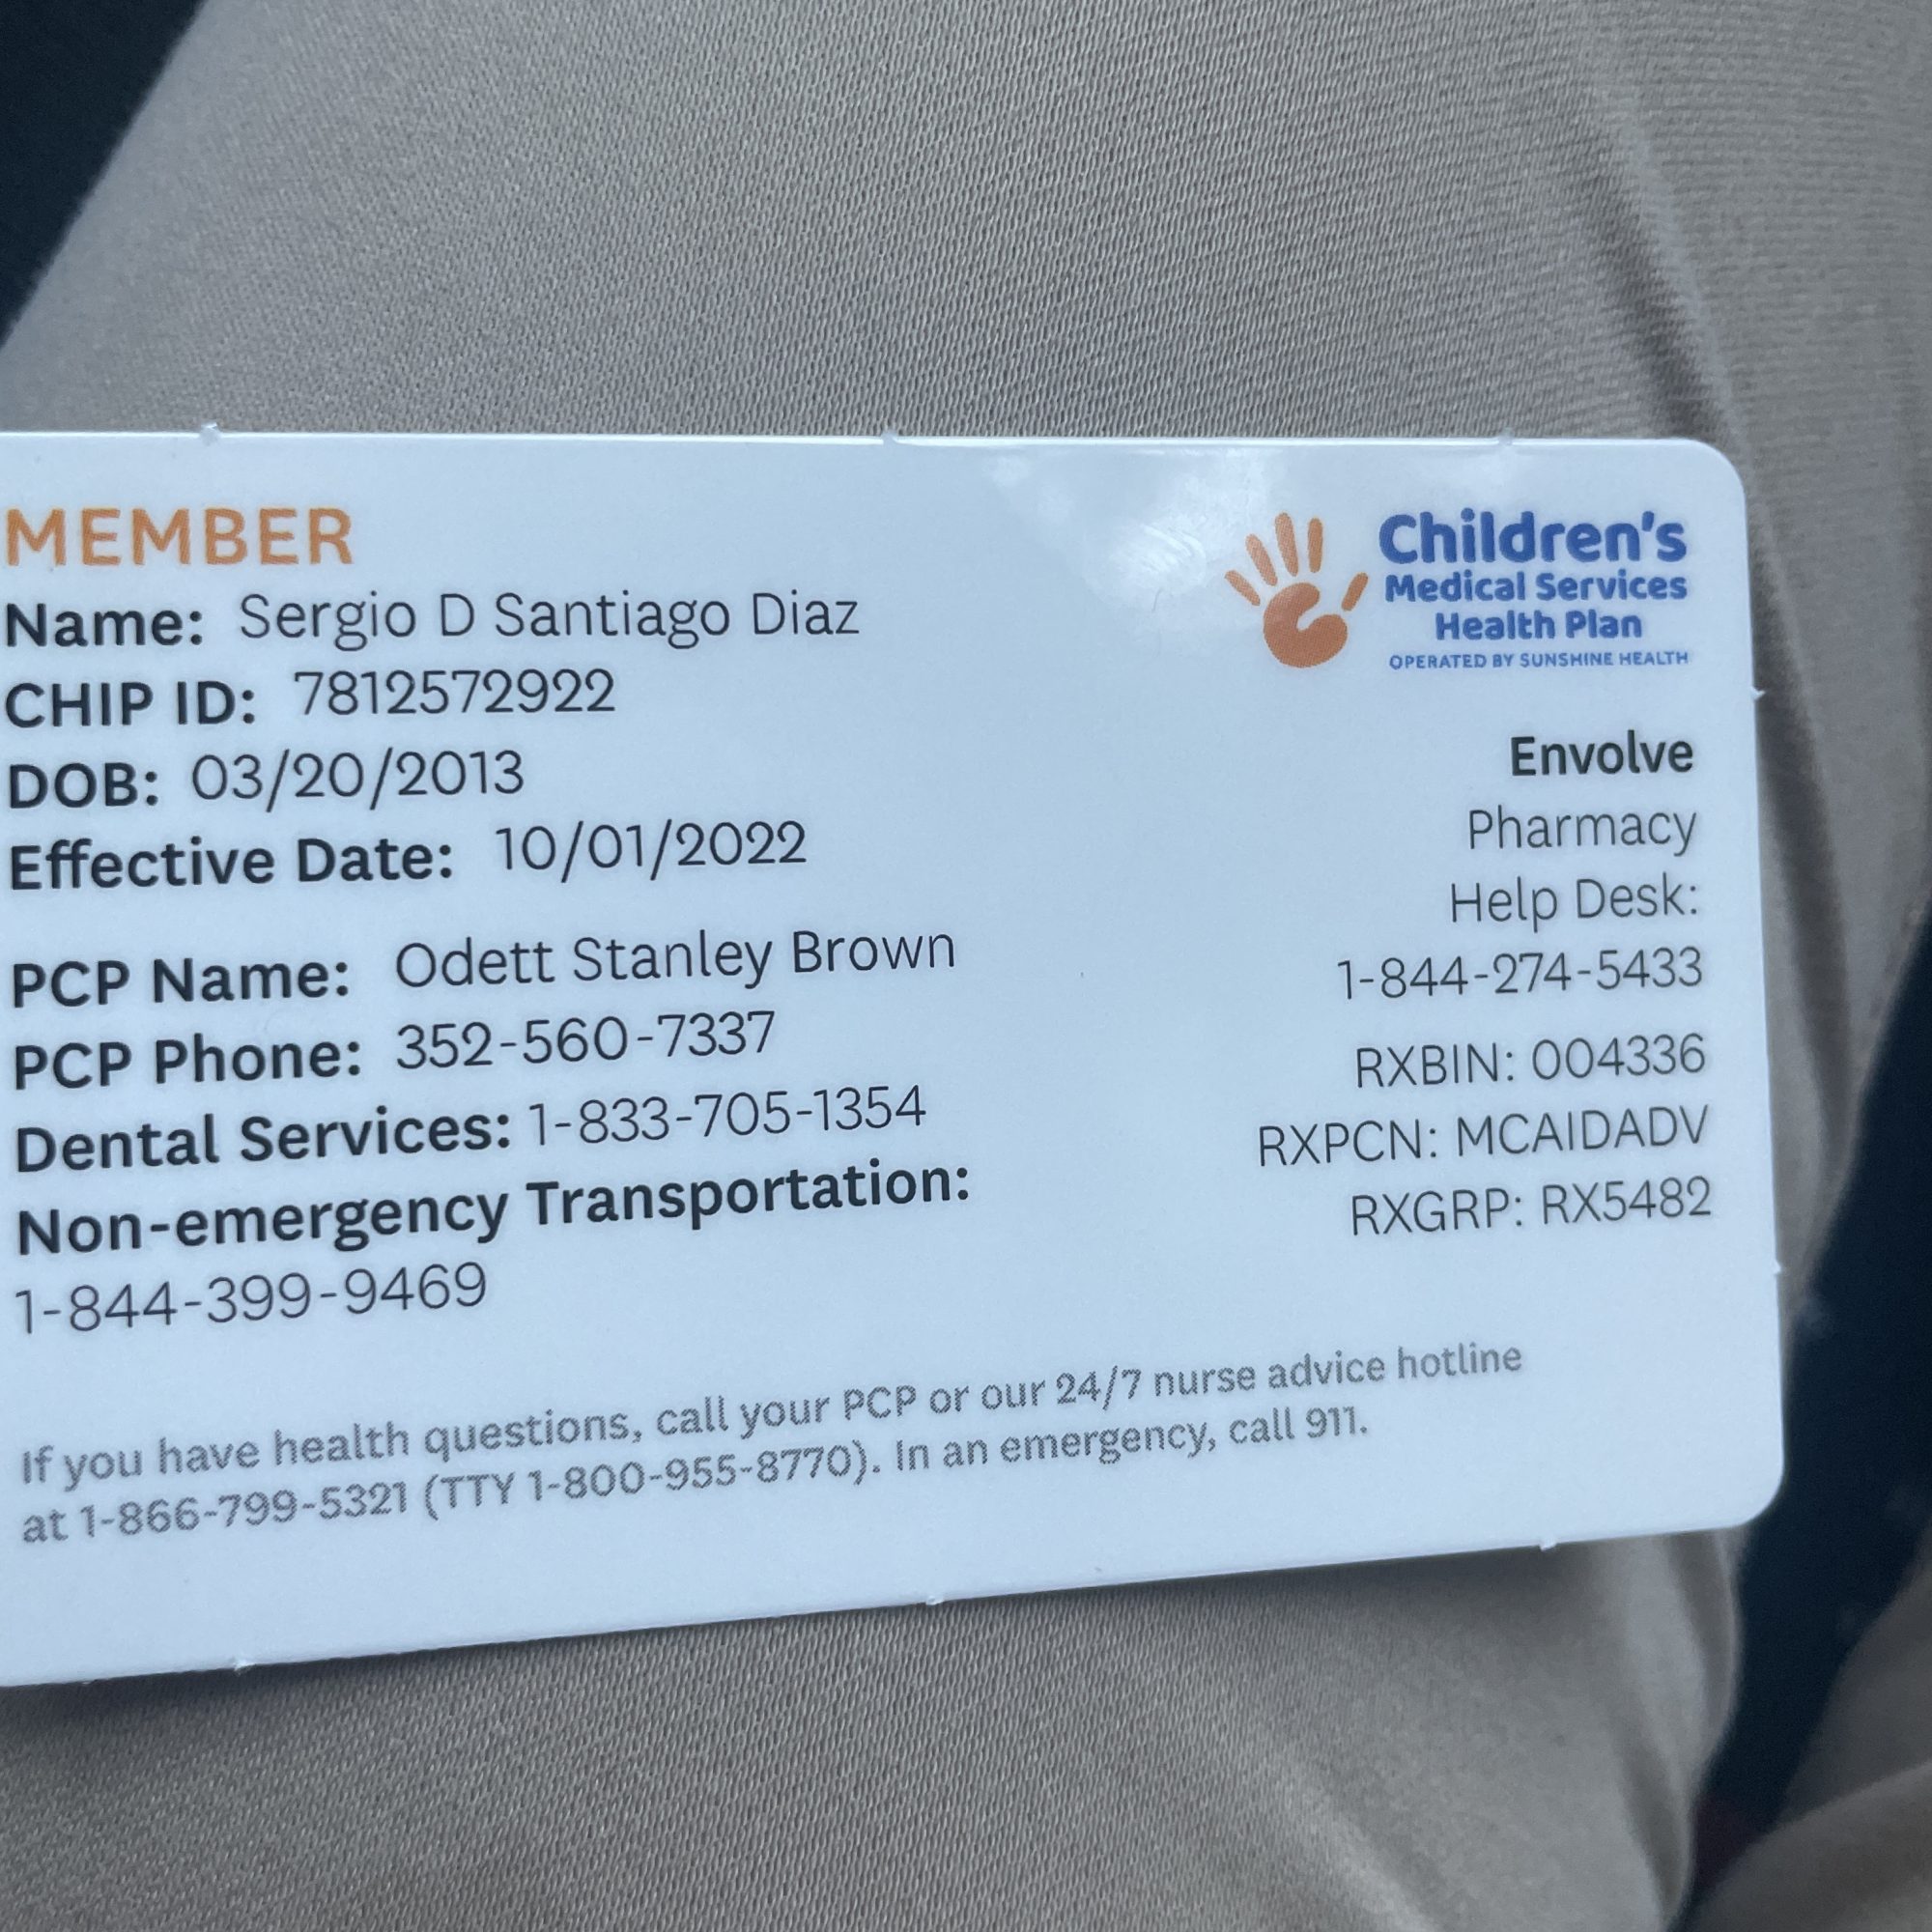 MEMBER
Name: Sergio D Santiago Diaz
CHIP ID: 7812572922
DOB: 03/20/2013
Effective Date: 10/01/2022
PCP Name: Odett Stanley Brown
PCP Phone: 352-560-7337
Dental Services: 1-833-705-1354
Non-emergency Transportation:
1-844-399-9469
Children's
Medical Services
Health Plan
OPERATED BY SUNSHINE HEALTH
Envolve
Pharmacy
Help Desk:
1-844-274-5433
RXBIN: 004336
RXPCN: MCAIDADV
RXGRP: RX5482
If you have health questions, call your PCP or our 24/7 nurse advice hotline
at 1-866-799-5321 (TTY 1-800-955-8770). In an emergency, call 911.